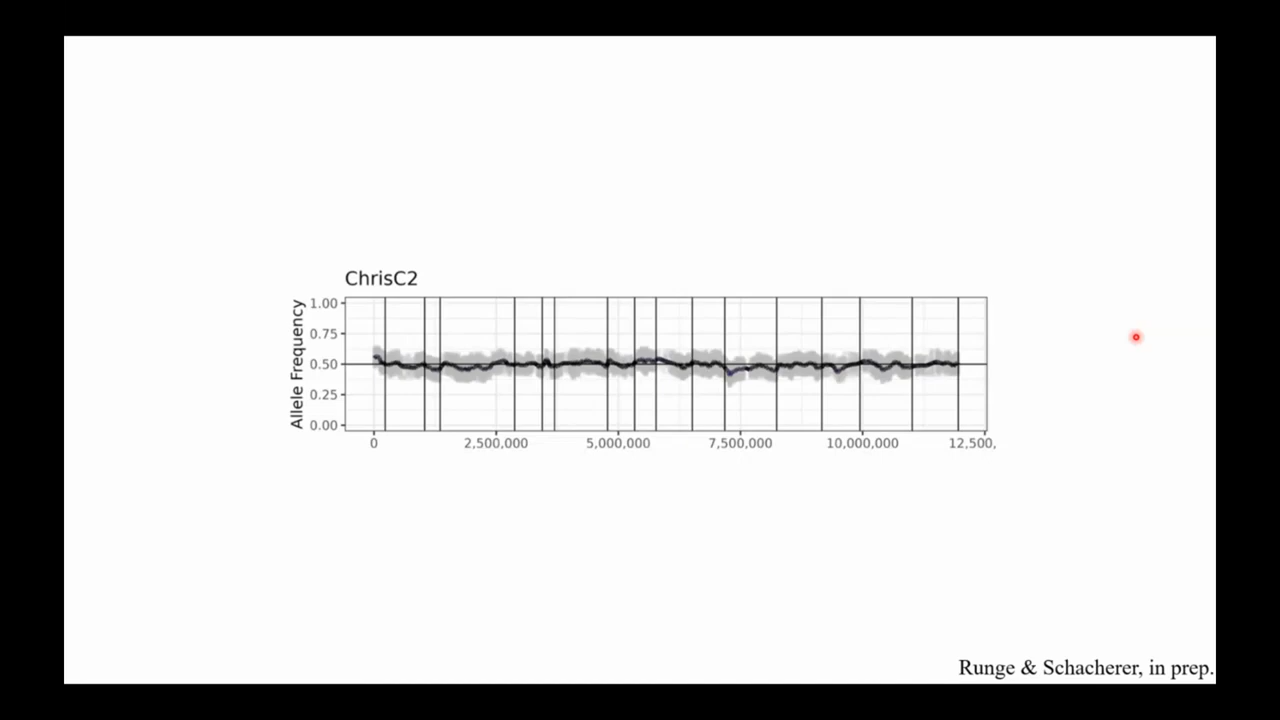 ChrisC2
Allele Frequency
1.00
0.75
0.50
0.25
0.00
0 2,500,000 5,000,000 7,500,000 10,000,000 12,500,
Runge & Schacherer, in prep.